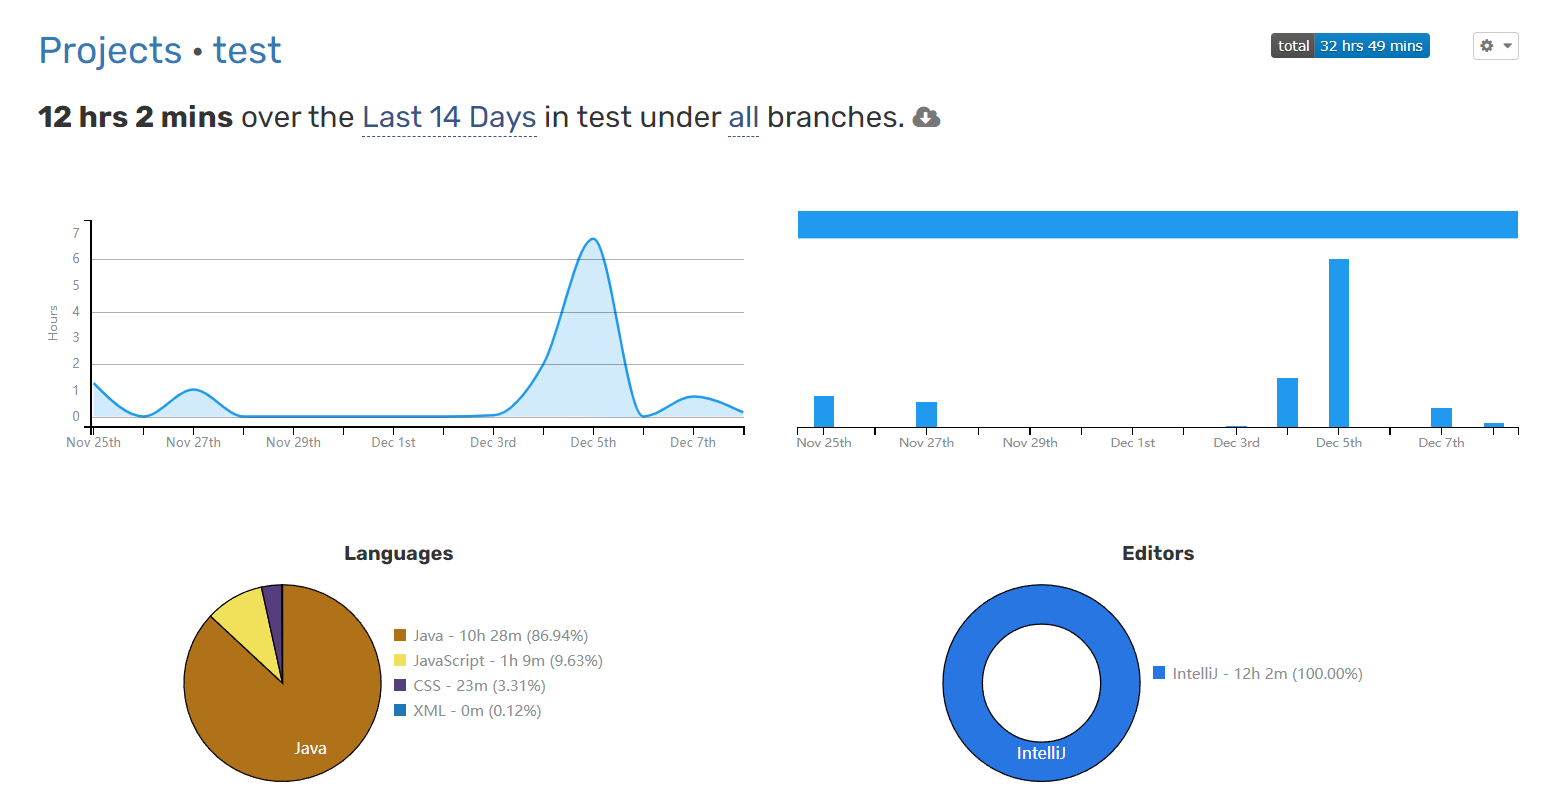 Projects • test
total 32 hrs 49 mins
12 hrs 2 mins over the Last 14 Days in test under all branches.
Hours
7
6
5
4
3
2
1
0
Nov 25th Nov 27th Nov 29th Dec 1st Dec 3rd Dec 5th Dec 7th
Nov 25th Nov 27th Nov 29th Dec 1st Dec 3rd Dec 5th Dec 7th
Languages
Java - 10h 28m (86.94%)
JavaScript - 1h 9m (9.63%)
CSS - 23m (3.31%)
XML - 0m (0.12%)
Java
Editors
IntelliJ - 12h 2m (100.00%)
IntelliJ